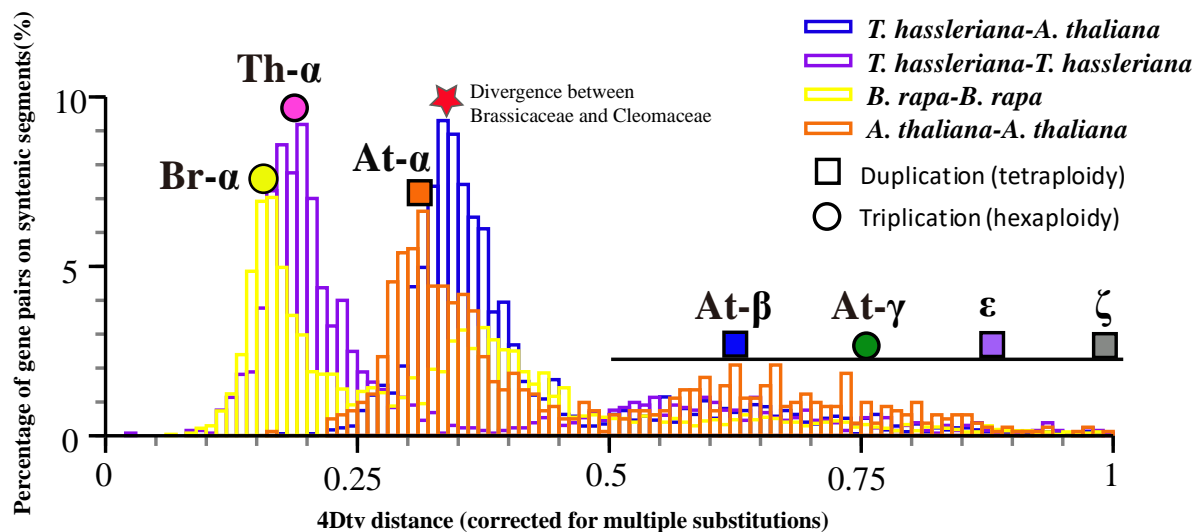 Percentage of gene pairs on syntenic segments(%)
10
5
0
Th-α
Br-α
At-α
Divergence between
Brassicaceae and Cleomaceae
T. hassleriana-A. thaliana
T. hassleriana-T. hassleriana
B. rapa-B. rapa
A. thaliana-A. thaliana
Duplication (tetraploidy)
Triplication (hexaploidy)
At-β
At-γ
ε
ζ
0
0.25
0.5
0.75
1
4Dtv distance (corrected for multiple substitutions)